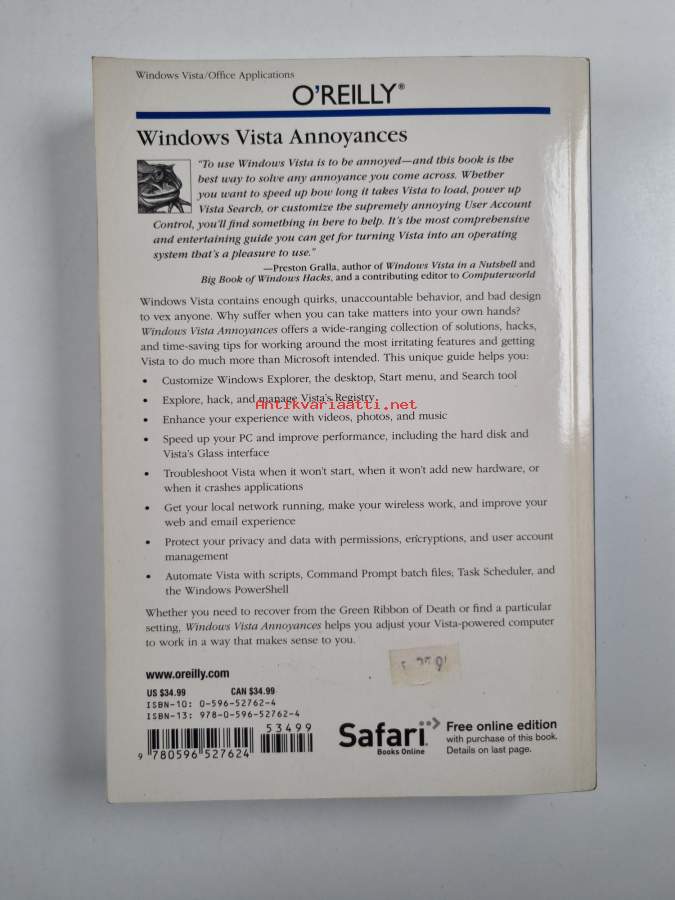 Windows Vista/Office Applications
O'REILLY®
Windows Vista Annoyances
"To use Windows Vista is to be annoyed—and this book is the
best way to solve any annoyance you come across. Whether
you want to speed up how long it takes Vista to load, power up
Vista Search, or customize the supremely annoying User Account
Control, you'll find something in here to help. It's the most comprehensive
and entertaining guide you can get for turning Vista into an operating
system that's a pleasure to use."
—Preston Gralla, author of Windows Vista in a Nutshell and
Big Book of Windows Hacks, and a contributing editor to Computerworld
Windows Vista contains enough quirks, unaccountable behavior, and bad design
to vex anyone. Why suffer when you can take matters into your own hands?
Windows Vista Annoyances offers a wide-ranging collection of solutions, hacks,
and time-saving tips for working around the most irritating features and getting
Vista to do much more than Microsoft intended. This unique guide helps you:
• Customize Windows Explorer, the desktop, Start menu, and Search tool
• Explore, hack, and manage Vista's Registry
Antikvariaatti.net
• Enhance your experience with videos, photos, and music
• Speed up your PC and improve performance, including the hard disk and
Vista's Glass interface
• Troubleshoot Vista when it won't start, when it won't add new hardware, or
when it crashes applications
• Get your local network running, make your wireless work, and improve your
web and email experience
• Protect your privacy and data with permissions, encryptions, and user account
management
• Automate Vista with scripts, Command Prompt batch files, Task Scheduler, and
the Windows PowerShell
Whether you need to recover from the Green Ribbon of Death or find a particular
setting, Windows Vista Annoyances helps you adjust your Vista-powered computer
to work in a way that makes sense to you.
www.oreilly.com
US $34.99 CAN $34.99
ISBN-10: 0-596-52762-4
ISBN-13: 978-0-596-52762-4
53499
9 780596 527624
Safari
Books Online
Free online edition
with purchase of this book.
Details on last page.